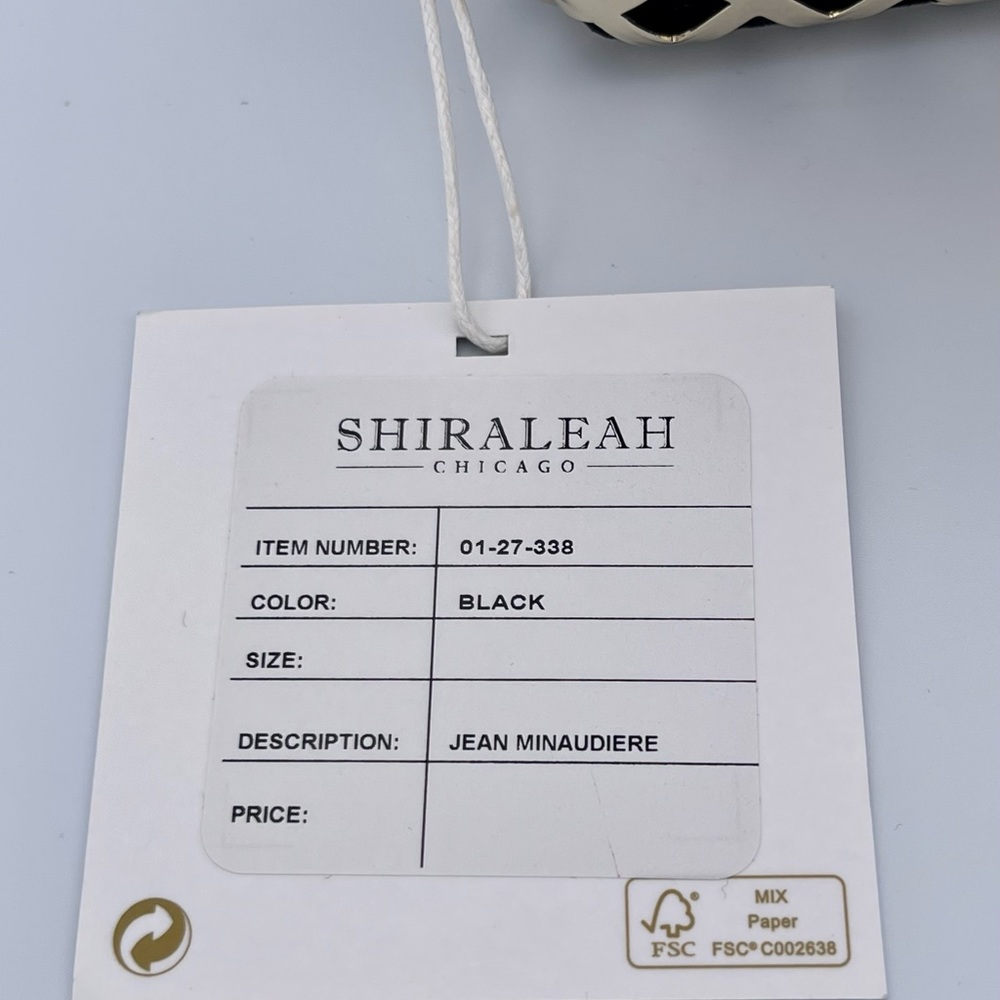 SHIRALEAH
CHICAGO
ITEM NUMBER: 01-27-338
COLOR: BLACK
SIZE:
DESCRIPTION: JEAN MINAUDIERE
PRICE:
MIX
Paper
FSC® C002638
® FSC